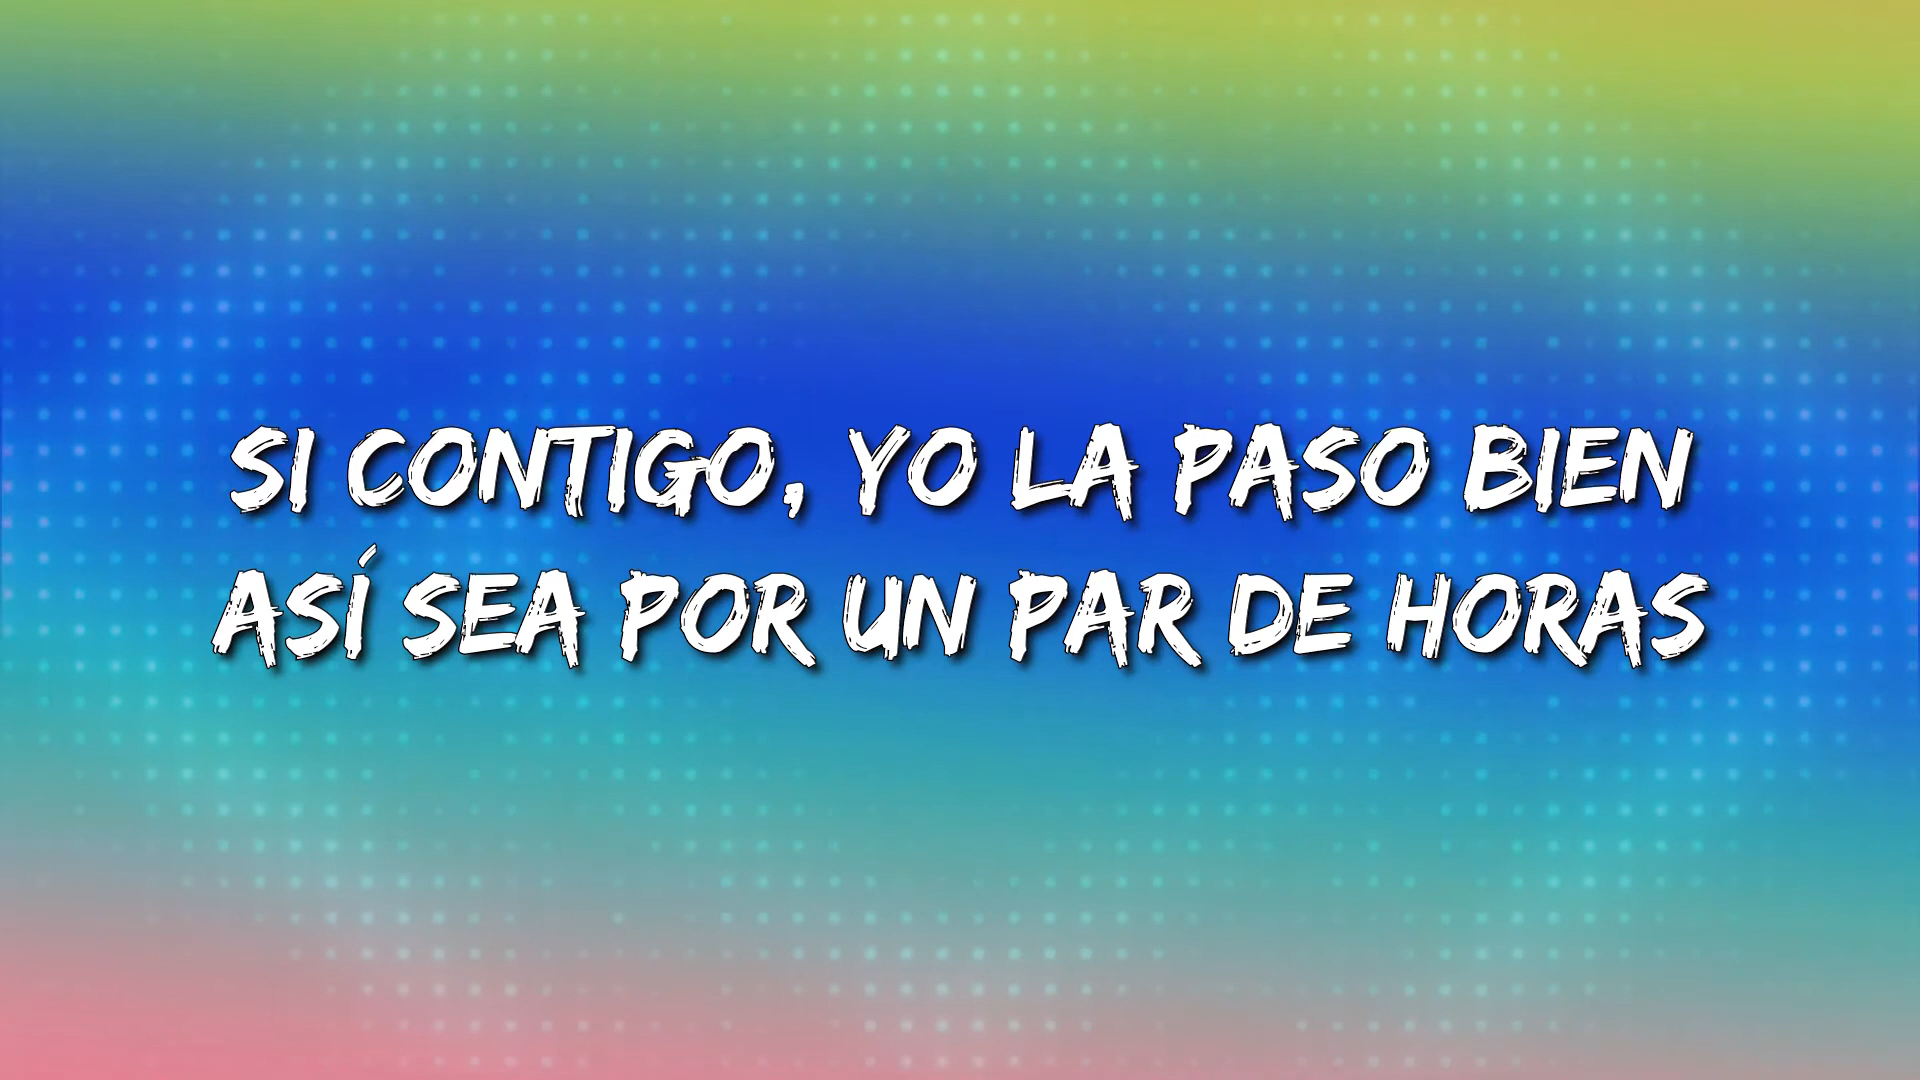 SI CONTIGO, YO LA PASO BIEN
ASÍ SEA POR UN PAR DE HORAS